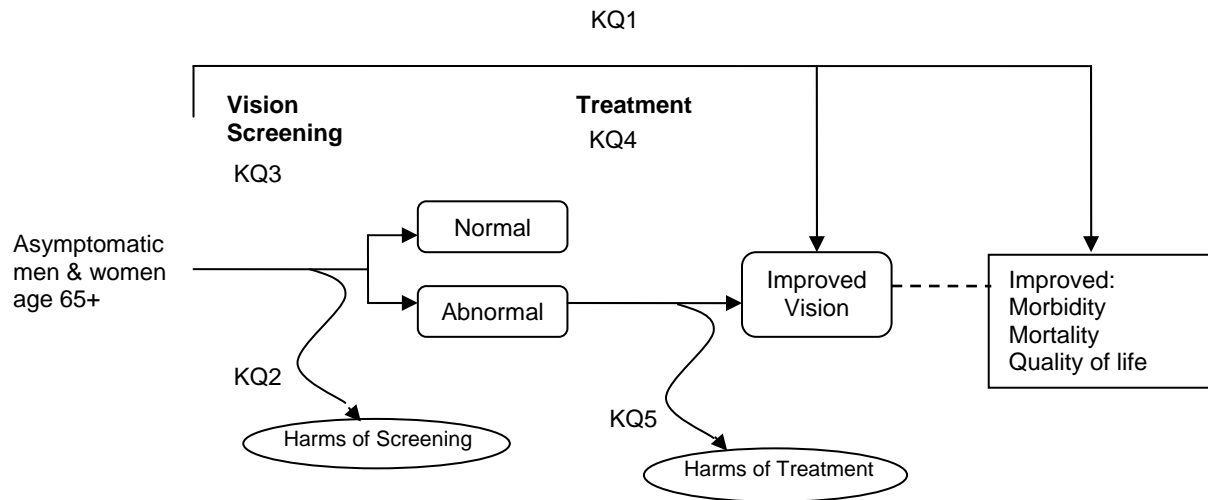 KQ1
Vision
Screening
KQ3
Treatment
KQ4
Asymptomatic
men & women
age 65+
Normal
Abnormal
Improved
Vision
Improved:
Morbidity
Mortality
Quality of life
KQ2
Harms of Screening
KQ5
Harms of Treatment